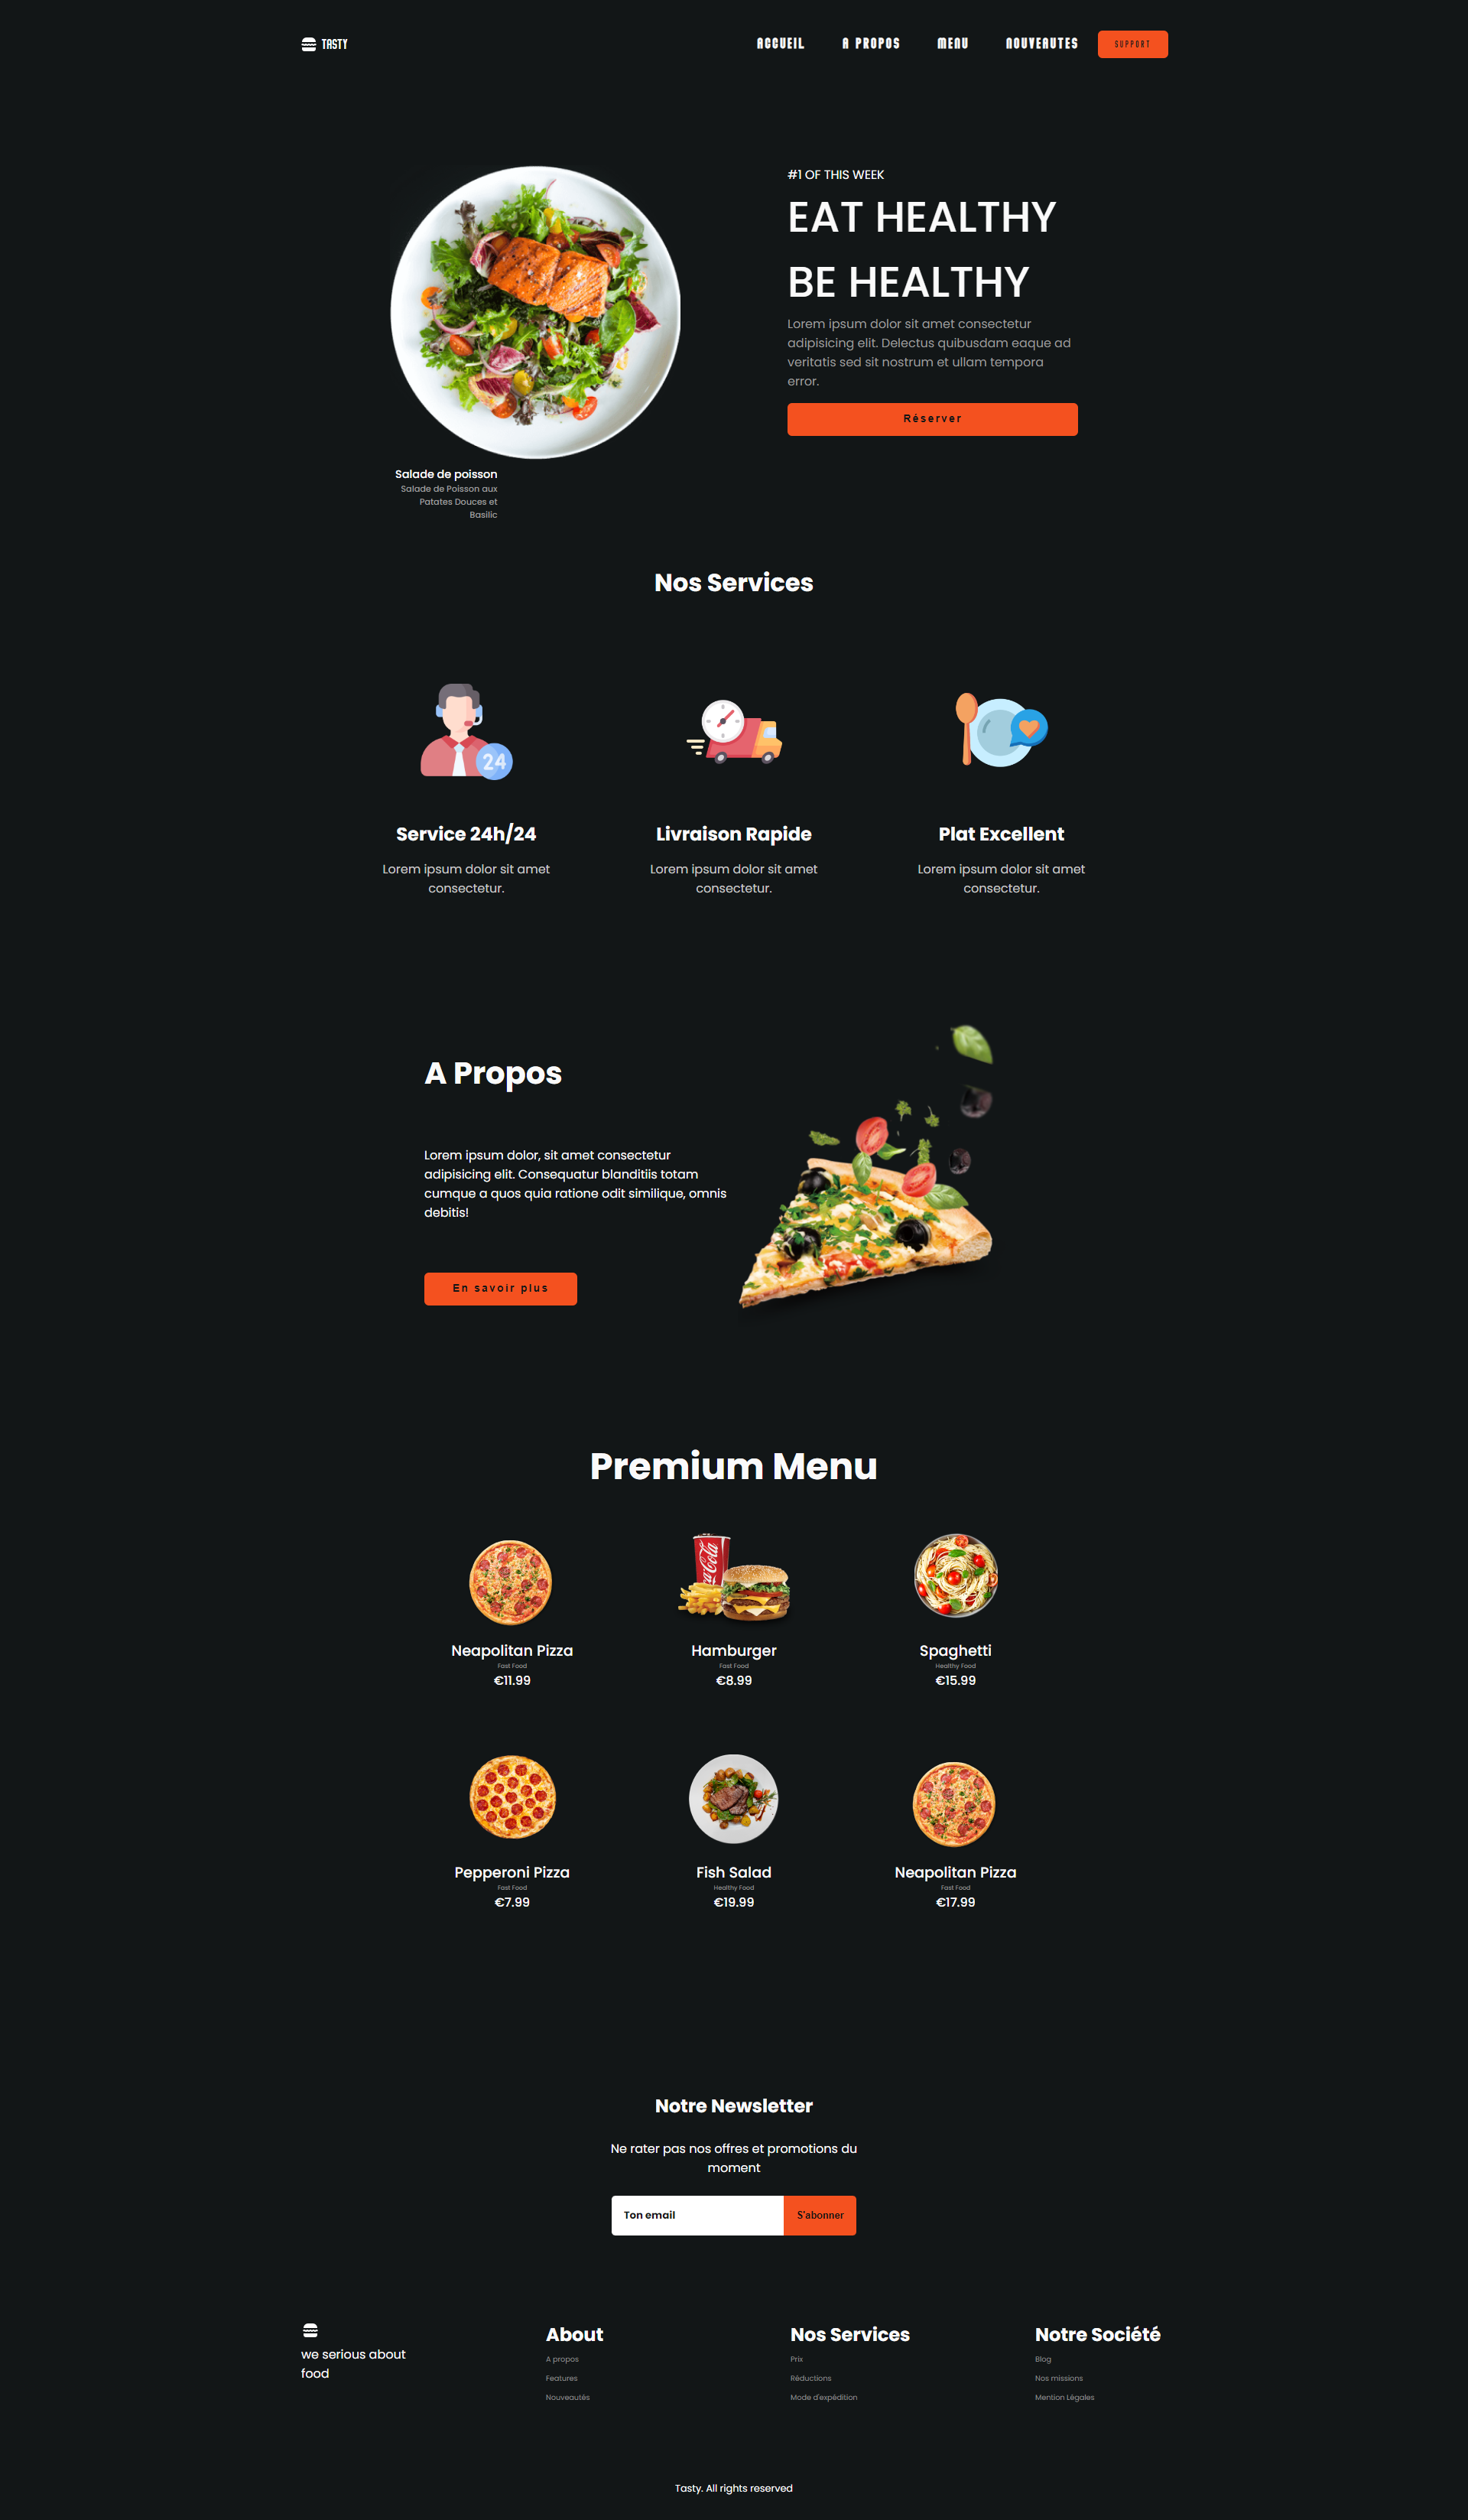 TASTY
ACCUEIL
A PROPOS
MENU
NOUVEAUTES
SUPPORT
#1 OF THIS WEEK
EAT HEALTHY
BE HEALTHY
Lorem ipsum dolor sit amet consectetur
adipisicing elit. Delectus quibusdam eaque ad
veritatis sed sit nostrum et ullam tempora
error.
Réserver
Salade de poisson
Salade de Poisson aux
Patates Douces et
Basilic
Nos Services
24
Service 24h/24
Lorem ipsum dolor sit amet
consectetur.
Livraison Rapide
Lorem ipsum dolor sit amet
consectetur.
Plat Excellent
Lorem ipsum dolor sit amet
consectetur.
A Propos
Lorem ipsum dolor, sit amet consectetur
adipisicing elit. Consequatur blanditiis totam
cumque a quos quia ratione odit similique, omnis
debitis!
En savoir plus
Premium Menu
Neapolitan Pizza
Fast Food
€11.99
Hamburger
Fast Food
€8.99
Spaghetti
Healthy Food
€15.99
Pepperoni Pizza
Fast Food
€7.99
Fish Salad
Healthy Food
€19.99
Neapolitan Pizza
Fast Food
€17.99
Notre Newsletter
Ne rater pas nos offres et promotions du
moment
Ton email
S'abonner
we serious about
food
About
A propos
Features
Nouveautés
Nos Services
Prix
Réductions
Mode d'expédition
Notre Société
Blog
Nos missions
Mention Légales
Tasty. All rights reserved